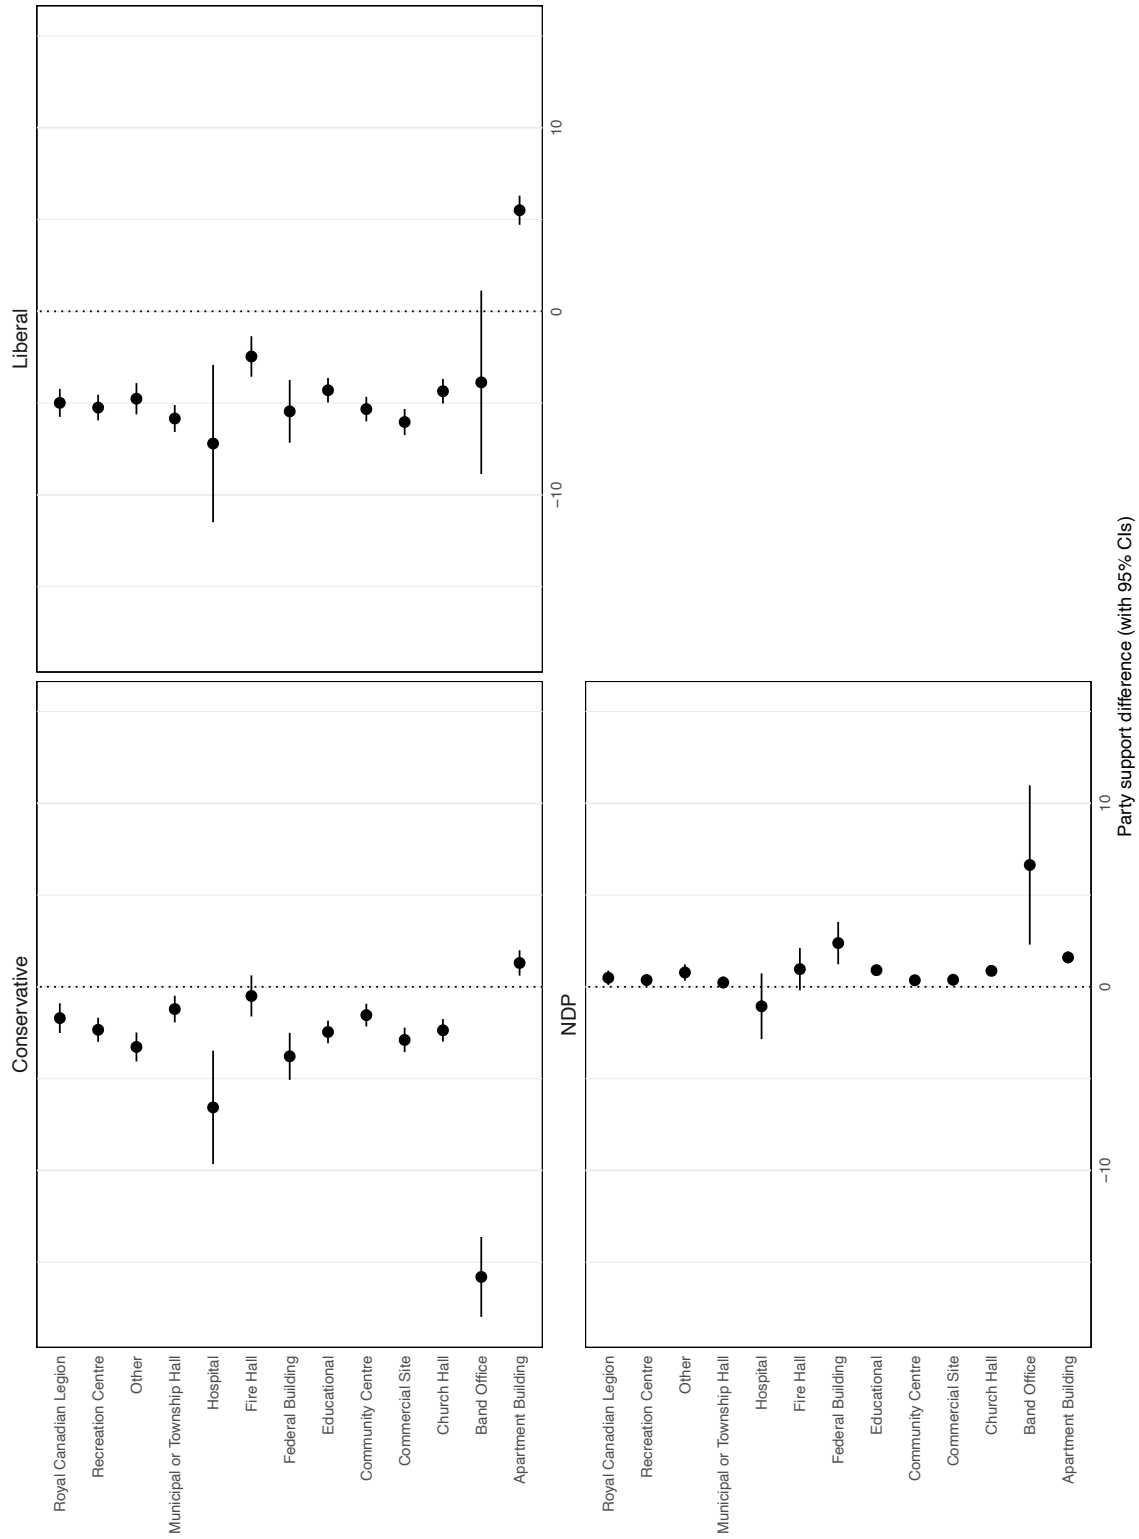 Conservative
Liberal
Royal Canadian Legion
Recreation Centre
Other
Municipal or Township Hall
Hospital
Fire Hall
Federal Building
Educational
Community Centre
Commercial Site
Church Hall
Band Office
Apartment Building
−10
0
10
NDP
Royal Canadian Legion
Recreation Centre
Other
Municipal or Township Hall
Hospital
Fire Hall
Federal Building
Educational
Community Centre
Commercial Site
Church Hall
Band Office
Apartment Building
−10
0
10
Party support difference (with 95% CIs)